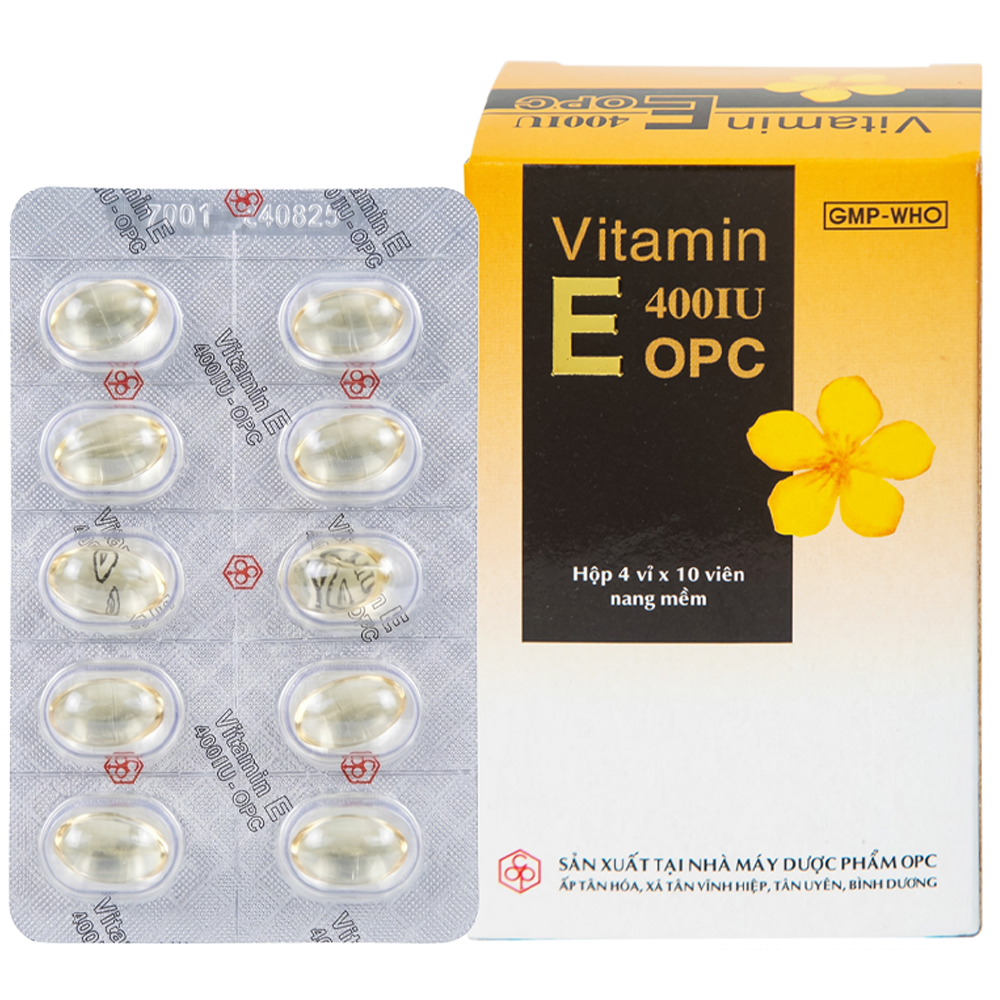 Vitamin
E
400IU
OPC
Vitamin
E
400IU
OPC
GMP-WHO
Hộp 4 vỉ x 10 viên
nang mềm
SẢN XUẤT TẠI NHÀ MÁY DƯỢC PHẨM OPC
ẤP TÂN HÓA, XÃ TÂN VĨNH HIỆP, TÂN UYÊN, BÌNH DƯƠNG
Vitamin E
400IU - OPC
Vitamin E
400IU - OPC
Vitamin E
400IU - OPC